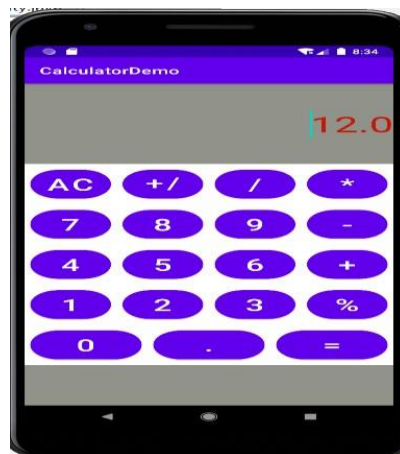 8:34
CalculatorDemo
12.0
AC +/ / *
7 8 9 -
4 5 6 +
1 2 3 %
0 . =